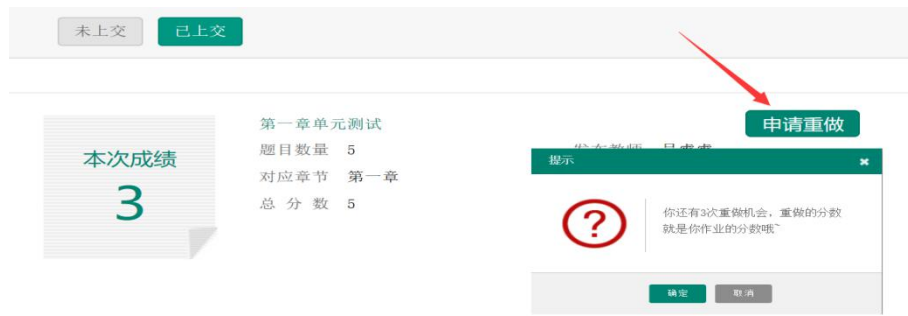 未上交 已上交
第一章单元测试
申请重做
本次成绩
3
题目数量 5
对应章节 第一章
总 分 数 5
提示
?
你还有3次重做机会，重做的分数
就是你作业的分数哦~
确定 取消